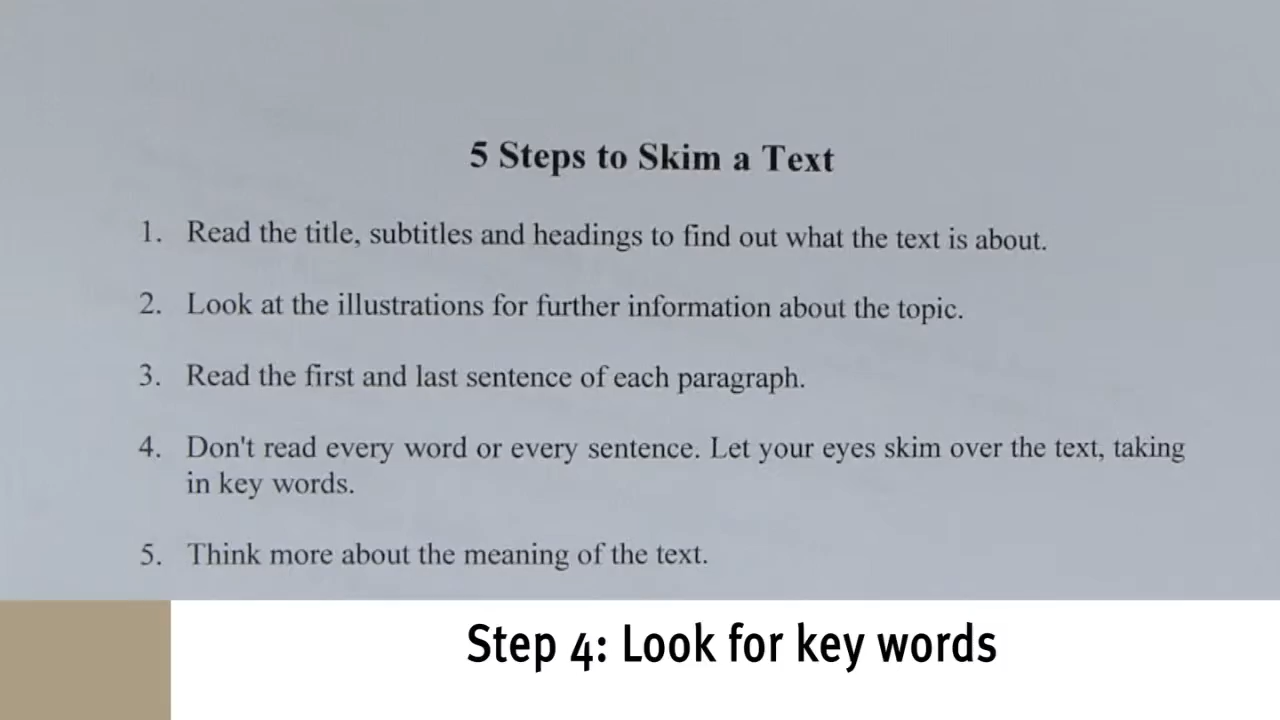 5 Steps to Skim a Text
1. Read the title, subtitles and headings to find out what the text is about.
2. Look at the illustrations for further information about the topic.
3. Read the first and last sentence of each paragraph.
4. Don't read every word or every sentence. Let your eyes skim over the text, taking
in key words.
5. Think more about the meaning of the text.
Step 4: Look for key words